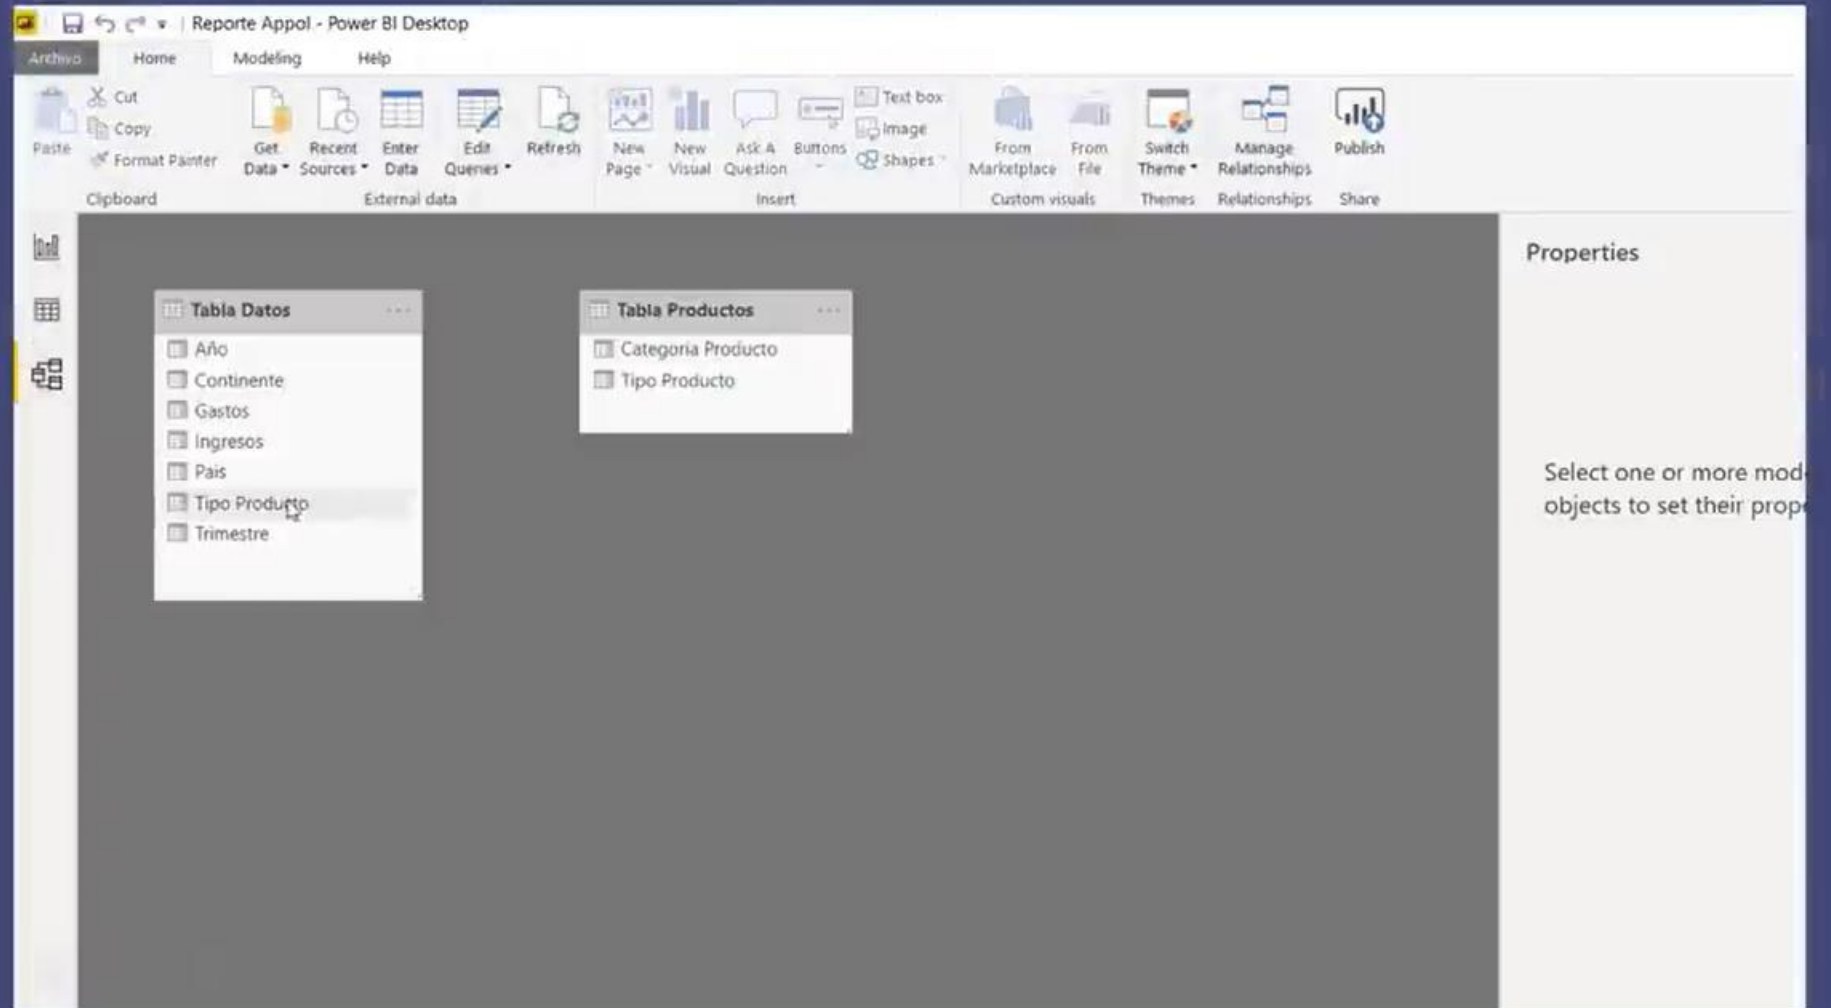 Reporte Appol - Power BI Desktop
Archivo Home Modeling Help
Cut
Copy
Format Painter
Paste
Clipboard
Get Data
Recent Sources
Enter Data
Edit Queries
Refresh
External data
New Page
New Visual
Ask A Question
Buttons
Text box
Image
Shapes
Insert
From Marketplace
From File
Custom visuals
Switch Theme
Themes
Manage Relationships
Relationships
Publish
Share
Tabla Datos
Año
Continente
Gastos
Ingresos
Pais
Tipo Producto
Trimestre
Tabla Productos
Categoria Producto
Tipo Producto
Properties
Select one or more mod
objects to set their prop